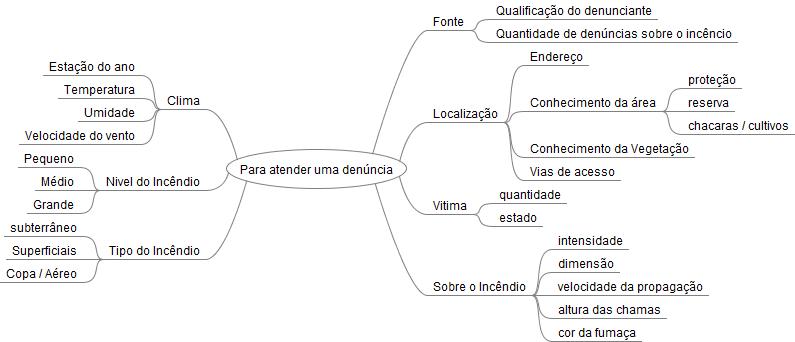 Para atender uma denúncia
Fonte
Qualificação do denunciante
Quantidade de denúncias sobre o incêncio
Localização
Endereço
Conhecimento da área
proteção
reserva
chacaras / cultivos
Conhecimento da Vegetação
Vias de acesso
Vitima
quantidade
estado
Sobre o Incêndio
intensidade
dimensão
velocidade da propagação
altura das chamas
cor da fumaça
Clima
Estação do ano
Temperatura
Umidade
Velocidade do vento
Nivel do Incêndio
Pequeno
Médio
Grande
Tipo do Incêndio
subterrâneo
Superficiais
Copa / Aéreo